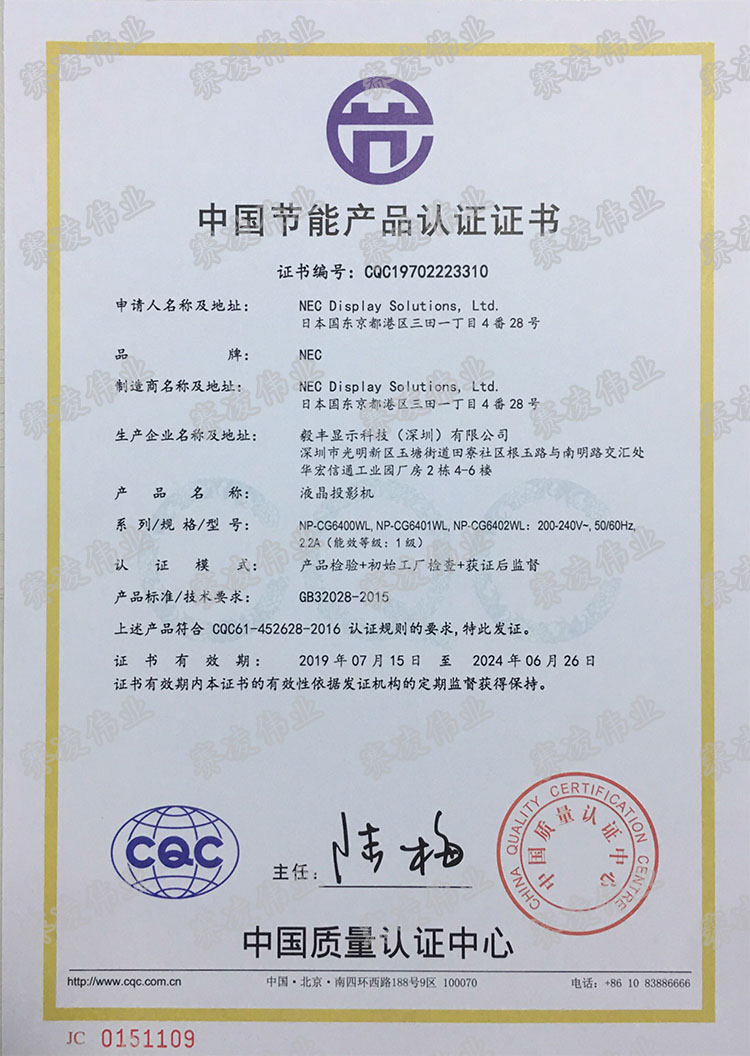 中国节能产品认证证书
证书编号: CQC19702223310
申请人名称及地址: NEC Display Solutions, Ltd.
日本国东京都港区三田一丁目4番28号
品 牌: NEC
制造商名称及地址: NEC Display Solutions, Ltd.
日本国东京都港区三田一丁目4番28号
生产企业名称及地址: 毅丰显示科技（深圳）有限公司
深圳市光明新区玉塘街道田寮社区根玉路与南明路交汇处
华宏信通工业园厂房2栋4-6楼
产 品 名 称: 液晶投影机
系列/规格/型号: NP-CG6400WL, NP-CG6401WL, NP-CG6402WL: 200-240V~, 50/60Hz,
2.2A（能效等级: 1级）
认 证 模 式: 产品检验+初始工厂检查+获证后监督
产品标准/技术要求: GB32028-2015
上述产品符合 CQC61-452628-2016 认证规则的要求,特此发证。
证 书 有 效 期: 2019年07月15日 至 2024年06月26日
证书有效期内本证书的有效性依据发证机构的定期监督获得保持。
CQC
主任: 陆梅
CHINA QUALITY CERTIFICATION CENTRE
中国质量认证中心
中国质量认证中心
http://www.cqc.com.cn 中国·北京·南四环西路188号9区 100070 电话: +86 10 83886666
JC 0151109
赛凌伟业